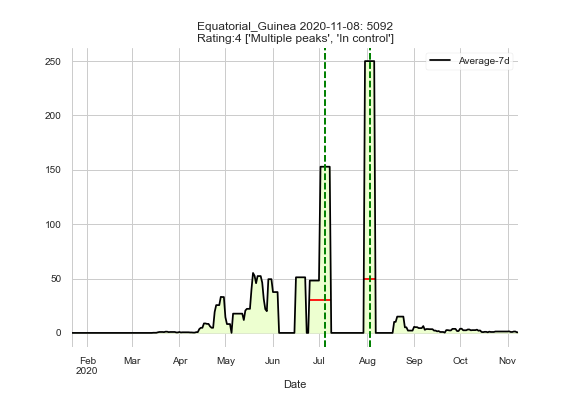 Equatorial_Guinea 2020-11-08: 5092
Rating:4 ['Multiple peaks', 'In control']
Average-7d
250
200
150
100
50
0
Feb Mar Apr May Jun Jul Aug Sep Oct Nov
2020
Date